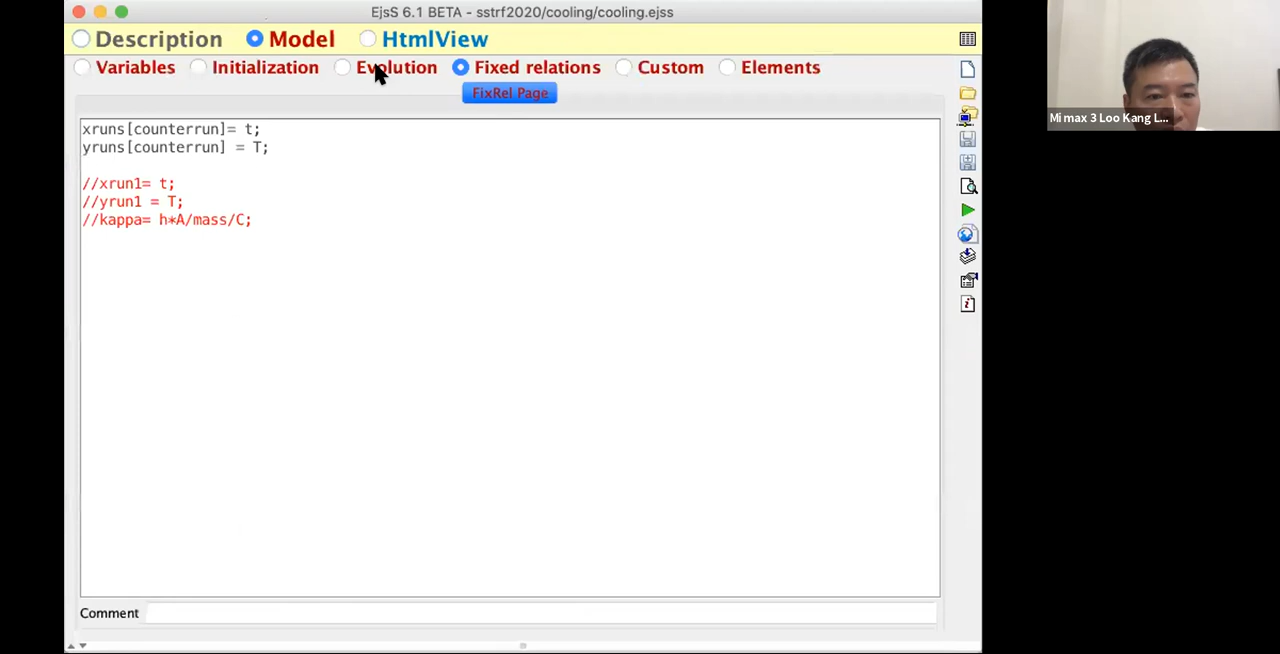 EjsS 6.1 BETA - sstrf2020/cooling/cooling.ejss
Description Model HtmlView
Variables Initialization Evolution Fixed relations Custom Elements
FixRel Page
xruns[counterrun]= t;
yruns[counterrun] = T;
//xrun1= t;
//yrun1 = T;
//kappa= h*A/mass/C;
Comment
Mi max 3 Loo Kang L...